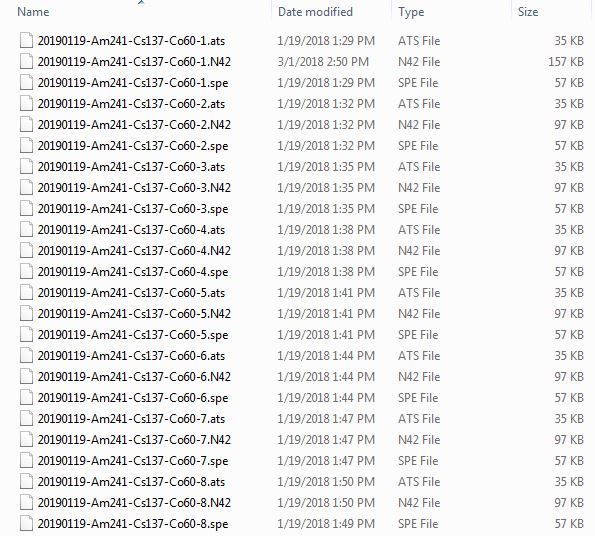 Name Date modified Type Size
20190119-Am241-Cs137-Co60-1.ats 1/19/2018 1:29 PM ATS File 35 KB
20190119-Am241-Cs137-Co60-1.N42 3/1/2018 2:50 PM N42 File 157 KB
20190119-Am241-Cs137-Co60-1.spe 1/19/2018 1:29 PM SPE File 57 KB
20190119-Am241-Cs137-Co60-2.ats 1/19/2018 1:32 PM ATS File 35 KB
20190119-Am241-Cs137-Co60-2.N42 1/19/2018 1:32 PM N42 File 97 KB
20190119-Am241-Cs137-Co60-2.spe 1/19/2018 1:32 PM SPE File 57 KB
20190119-Am241-Cs137-Co60-3.ats 1/19/2018 1:35 PM ATS File 35 KB
20190119-Am241-Cs137-Co60-3.N42 1/19/2018 1:35 PM N42 File 97 KB
20190119-Am241-Cs137-Co60-3.spe 1/19/2018 1:35 PM SPE File 57 KB
20190119-Am241-Cs137-Co60-4.ats 1/19/2018 1:38 PM ATS File 35 KB
20190119-Am241-Cs137-Co60-4.N42 1/19/2018 1:38 PM N42 File 97 KB
20190119-Am241-Cs137-Co60-4.spe 1/19/2018 1:38 PM SPE File 57 KB
20190119-Am241-Cs137-Co60-5.ats 1/19/2018 1:41 PM ATS File 35 KB
20190119-Am241-Cs137-Co60-5.N42 1/19/2018 1:41 PM N42 File 97 KB
20190119-Am241-Cs137-Co60-5.spe 1/19/2018 1:41 PM SPE File 57 KB
20190119-Am241-Cs137-Co60-6.ats 1/19/2018 1:44 PM ATS File 35 KB
20190119-Am241-Cs137-Co60-6.N42 1/19/2018 1:44 PM N42 File 97 KB
20190119-Am241-Cs137-Co60-6.spe 1/19/2018 1:44 PM SPE File 57 KB
20190119-Am241-Cs137-Co60-7.ats 1/19/2018 1:47 PM ATS File 35 KB
20190119-Am241-Cs137-Co60-7.N42 1/19/2018 1:47 PM N42 File 97 KB
20190119-Am241-Cs137-Co60-7.spe 1/19/2018 1:47 PM SPE File 57 KB
20190119-Am241-Cs137-Co60-8.ats 1/19/2018 1:50 PM ATS File 35 KB
20190119-Am241-Cs137-Co60-8.N42 1/19/2018 1:50 PM N42 File 97 KB
20190119-Am241-Cs137-Co60-8.spe 1/19/2018 1:49 PM SPE File 57 KB